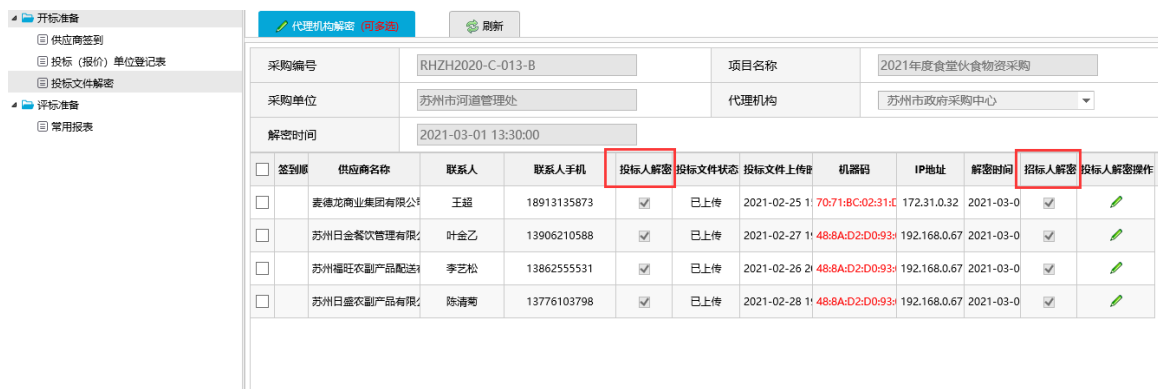 开标准备
供应商签到
投标（报价）单位登记表
投标文件解密
评标准备
常用报表
代理机构解密 (可多选)
刷新
采购编号 RHZH2020-C-013-B 项目名称 2021年度食堂伙食物资采购
采购单位 苏州市河道管理处 代理机构 苏州市政府采购中心
解密时间 2021-03-01 13:30:00
签到顺 供应商名称 联系人 联系人手机 投标人解密 投标文件状态 投标文件上传时 机器码 IP地址 解密时间 招标人解密 投标人解密操作
麦德龙商业集团有限公司 王超 18913135873 已上传 2021-02-25 1 70:71:BC:02:31: 172.31.0.32 2021-03-0
苏州日金餐饮管理有限公 叶金乙 13906210588 已上传 2021-02-27 1 48:8A:D2:D0:93: 192.168.0.67 2021-03-0
苏州福旺农副产品配送 李艺松 13862555531 已上传 2021-02-26 2 48:8A:D2:D0:93: 192.168.0.67 2021-03-0
苏州日盛农副产品有限公 陈清菊 13776103798 已上传 2021-02-28 1 48:8A:D2:D0:93: 192.168.0.67 2021-03-0